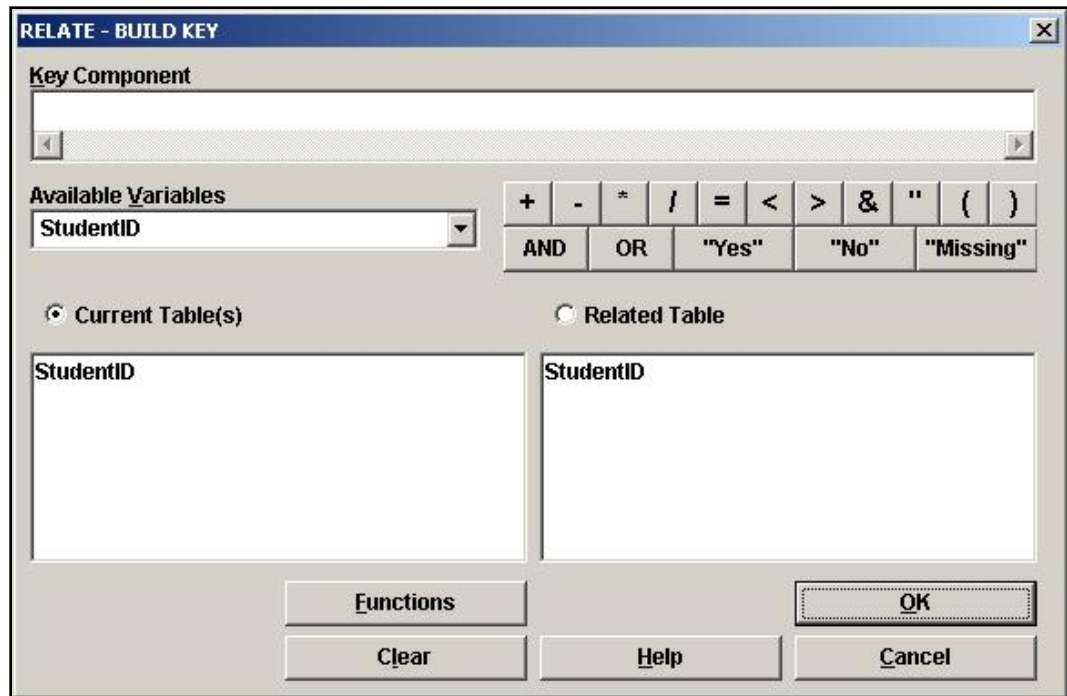 RELATE - BUILD KEY
Key Component
Available Variables
StudentID
+ - * / = < > & " ( )
AND OR "Yes" "No" "Missing"
Current Table(s) Related Table
StudentID StudentID
Functions OK
Clear Help Cancel